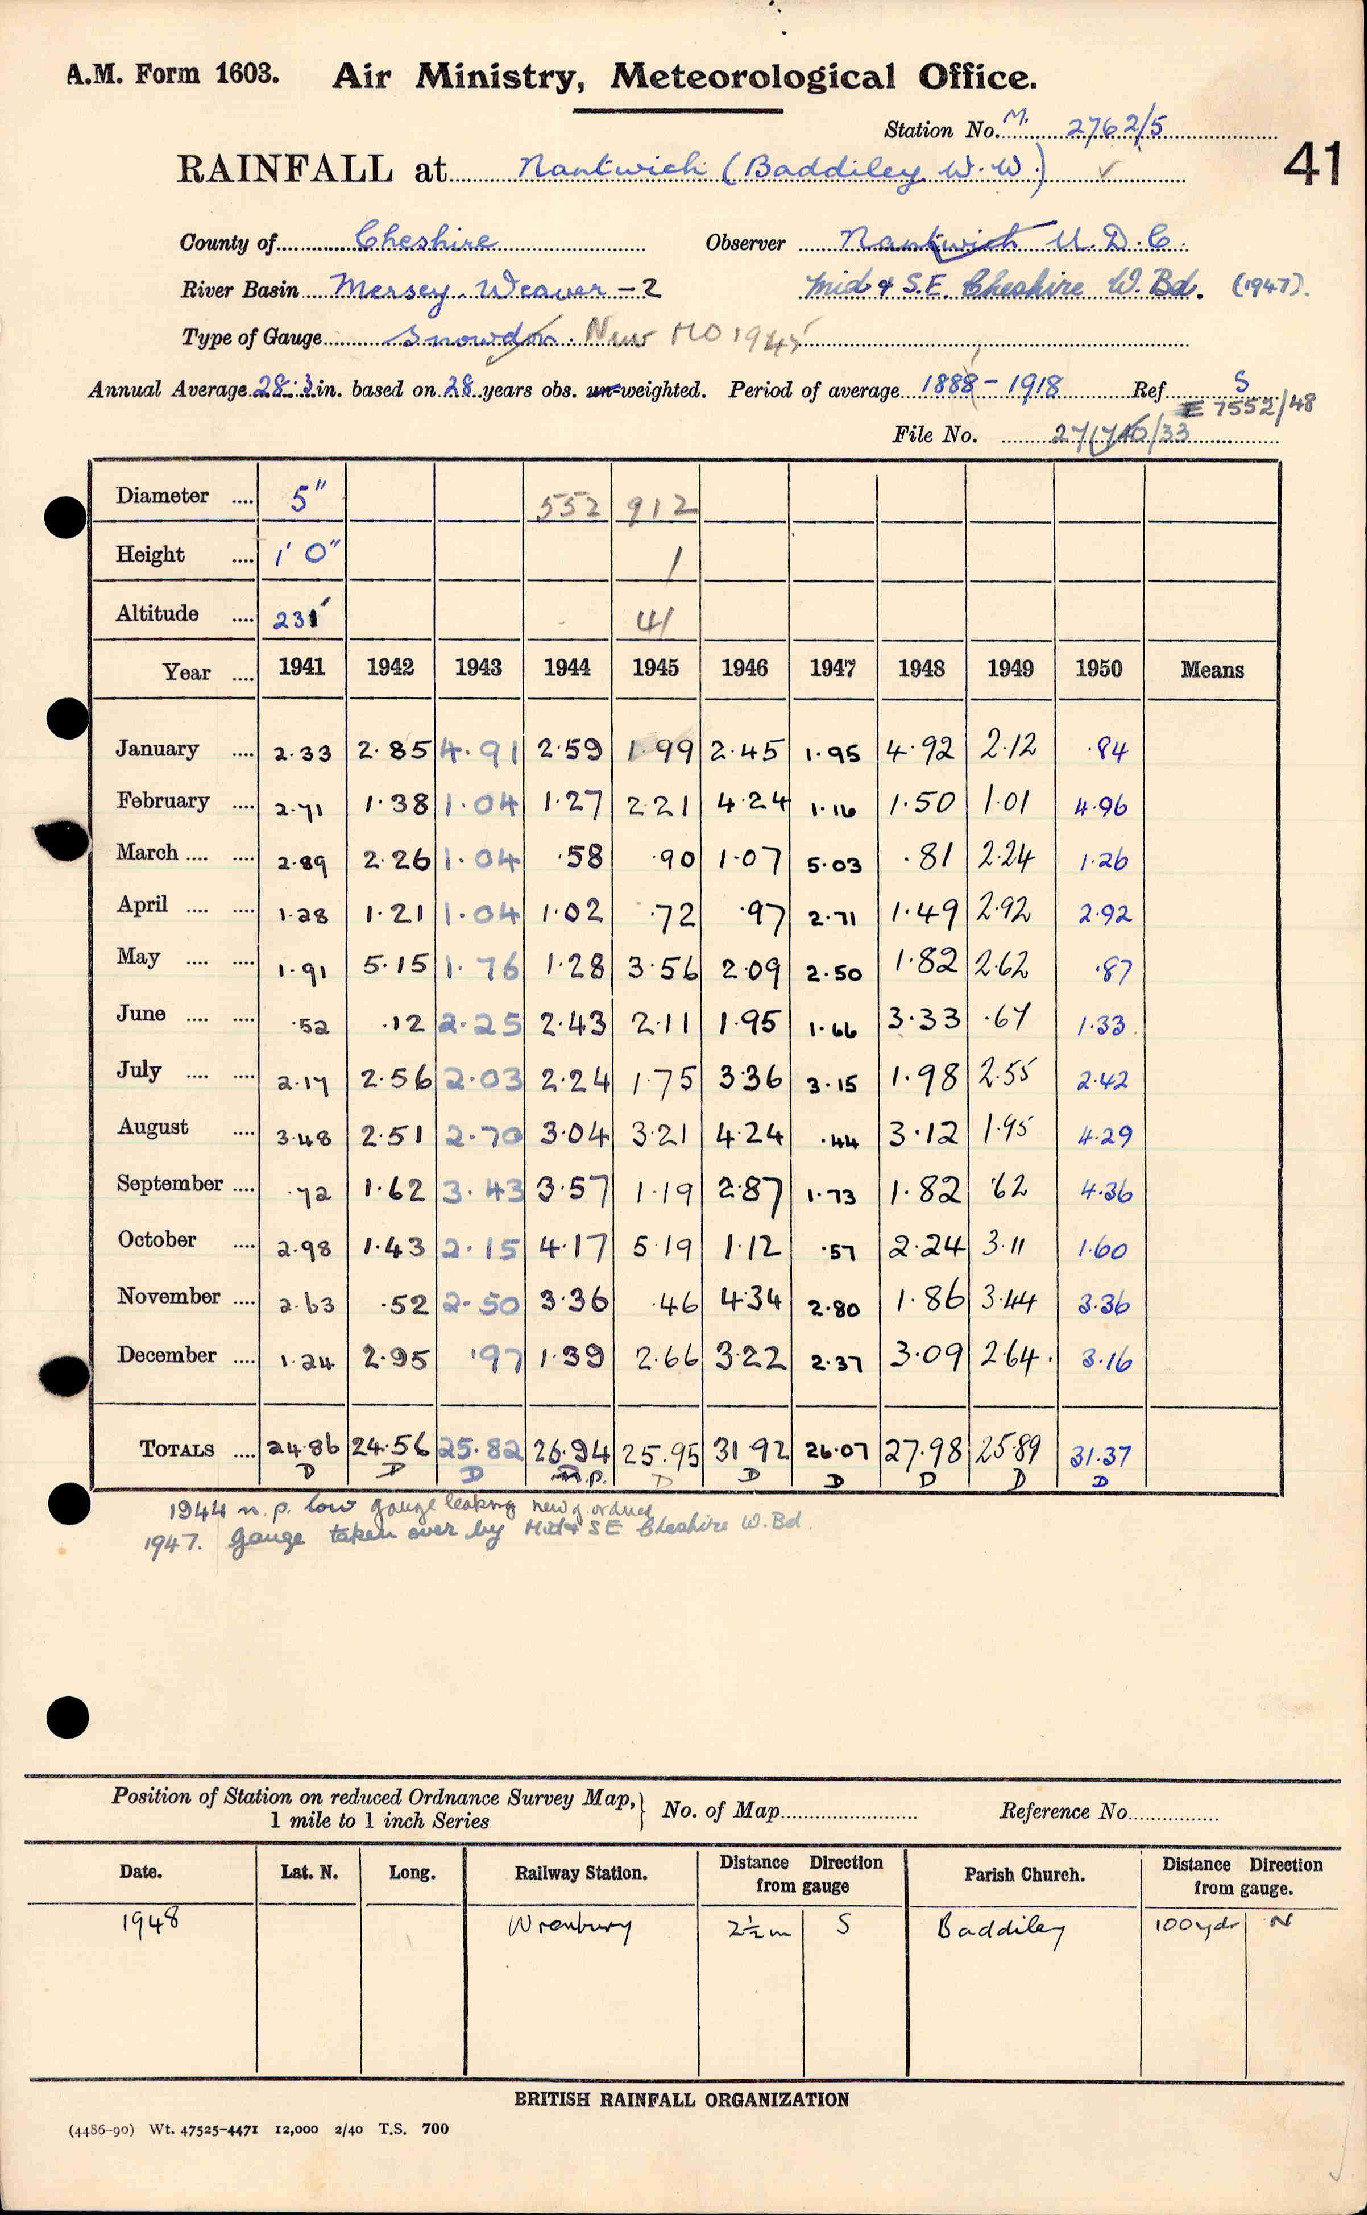 A.M. Form 1603. Air Ministry, Meteorological Office.
Station No. M. 2762/5
41
RAINFALL at Nantwich (Baddiley W.W.) ✓
County of Cheshire Observer Nantwich U.D.C.
River Basin Mersey. Weaver - 2 Mid & S.E. Cheshire W. Bd. (1947).
Type of Gauge Snowdon. New MO 1945
Annual Average 28.3 in. based on 28 years obs. un-weighted. Period of average 1888 - 1918 Ref S
E 7552/48
File No. 27/740/33
Diameter .... 5" 552 912
Height .... 1' 0" 1
Altitude .... 231' 41
Year .... 1941 1942 1943 1944 1945 1946 1947 1948 1949 1950 Means
January .... 2.33 2.85 4.91 2.59 1.99 2.45 1.95 4.92 2.12 .84
February .... 2.71 1.38 1.04 1.27 2.21 4.24 1.16 1.50 1.01 4.96
March .... .... 2.89 2.26 1.04 .58 .90 1.07 5.03 .81 2.24 1.26
April .... .... 1.28 1.21 1.04 1.02 .72 .97 2.71 1.49 2.92 2.92
May .... .... 1.91 5.15 1.76 1.28 3.56 2.09 2.50 1.82 2.62 .87
June .... .... .52 .12 2.25 2.43 2.11 1.95 1.66 3.33 .67 1.33
July .... .... 2.17 2.56 2.03 2.24 1.75 3.36 3.15 1.98 2.55 2.42
August .... 3.48 2.51 2.70 3.04 3.21 4.24 .44 3.12 1.95 4.29
September .... .72 1.62 3.43 3.57 1.19 2.87 1.73 1.82 .62 4.36
October .... 2.98 1.43 2.15 4.17 5.19 1.12 .57 2.24 3.11 1.60
November .... 2.63 .52 2.50 3.36 .46 4.34 2.80 1.86 3.44 3.36
December .... 1.24 2.95 .97 1.39 2.66 3.22 2.37 3.09 2.64 3.16
TOTALS .... 24.86 24.56 25.82 26.94 25.95 31.92 26.07 27.98 25.89 31.37
D D D n.p. D D D D D D
1944 n.p. low gauge leaking new g ordered
1947. Gauge taken over by Mid & SE Cheshire W. Bd.
Position of Station on reduced Ordnance Survey Map, 1 mile to 1 inch Series No. of Map Reference No.
Date. Lat. N. Long. Railway Station. Distance from gauge Direction Parish Church. Distance Direction from gauge.
1948 Wrenbury 2½m S Baddiley 100 yds N
BRITISH RAINFALL ORGANIZATION
(4486-90) Wt. 47525-4471 12,000 2/40 T.S. 700